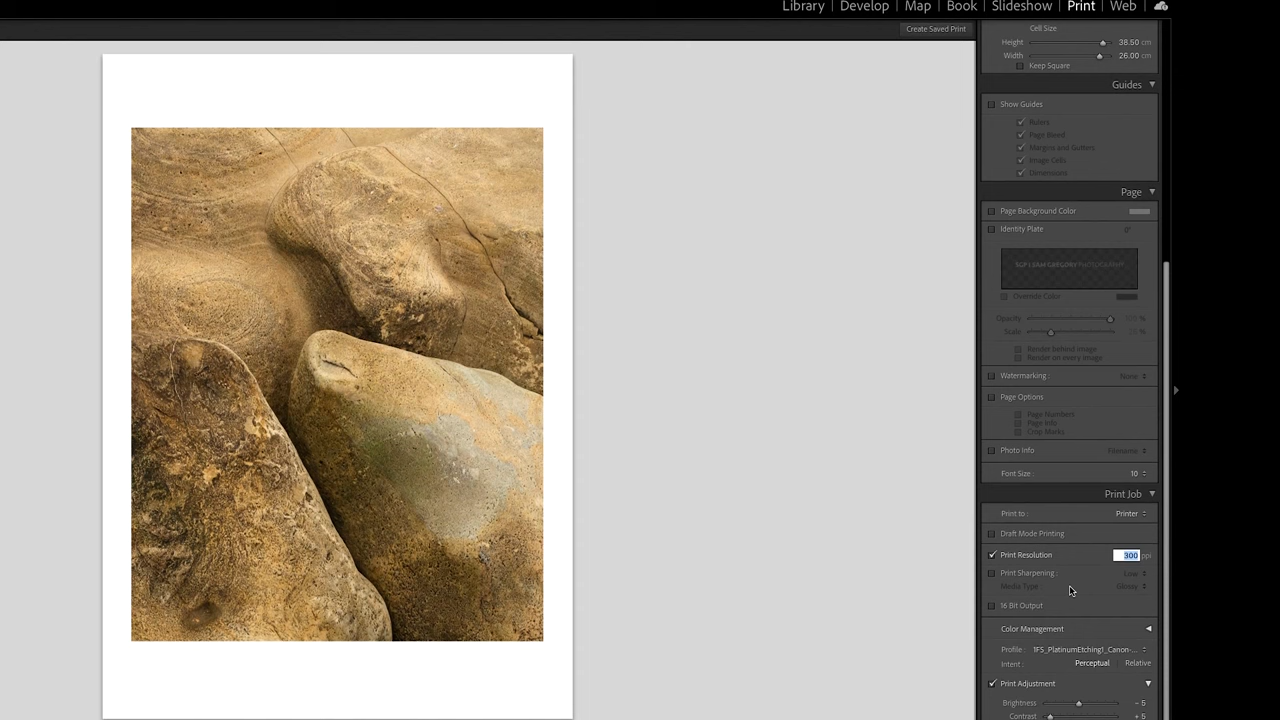 Library | Develop | Map | Book | Slideshow | Print | Web
Create Saved Print
Cell Size
Height 38.50 cm
Width 26.00 cm
Keep Square
Guides
Show Guides
Rulers
Page Bleed
Margins and Gutters
Image Cells
Dimensions
Page
Page Background Color
Identity Plate
SGP | SAM GREGORY PHOTOGRAPHY
Override Color
Opacity %
Scale %
Render behind image
Render on every image
Watermarking : None
Page Options
Page Numbers
Page Info
Crop Marks
Photo Info Filename
Font Size : 10
Print Job
Print to : Printer
Draft Mode Printing
Print Resolution 300 ppi
Print Sharpening : Low
Media Type : Glossy
16 Bit Output
Color Management
Profile : 1FS_PlatinumEtching1_Canon-...
Intent : Perceptual Relative
Print Adjustment
Brightness - 5
Contrast + 5